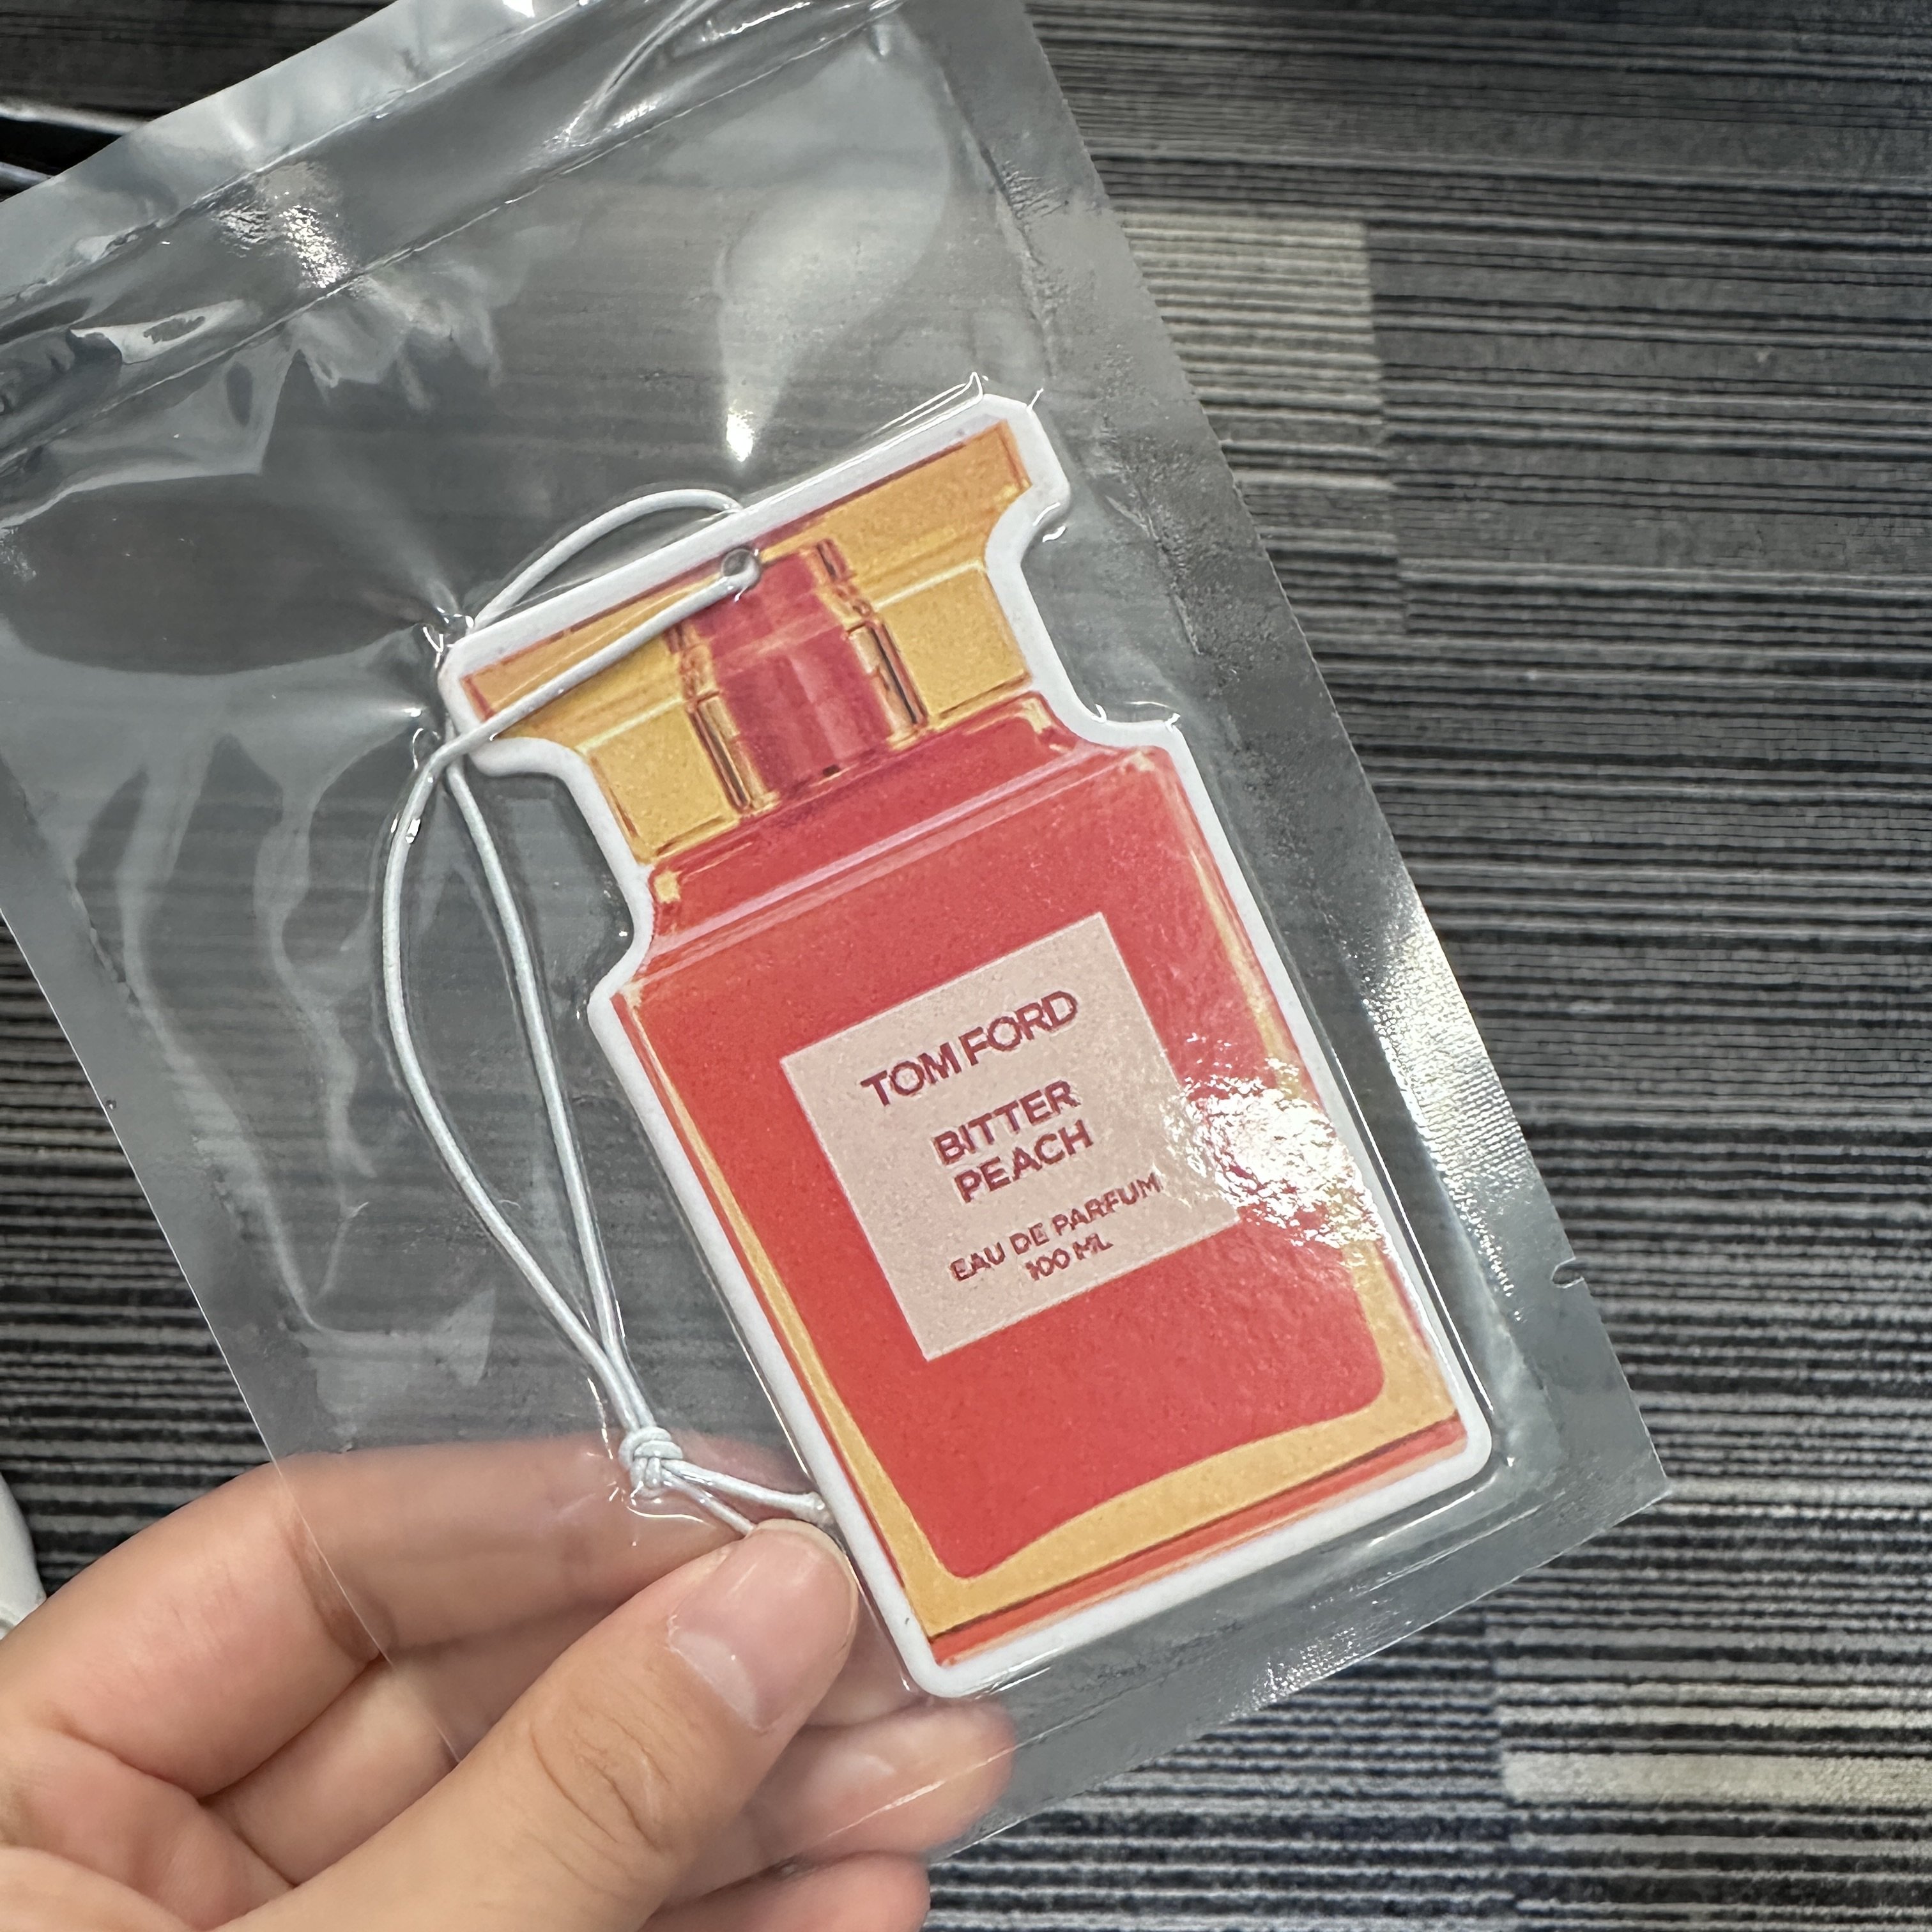 TOM FORD
BITTER
PEACH
EAU DE PARFUM
100 ML